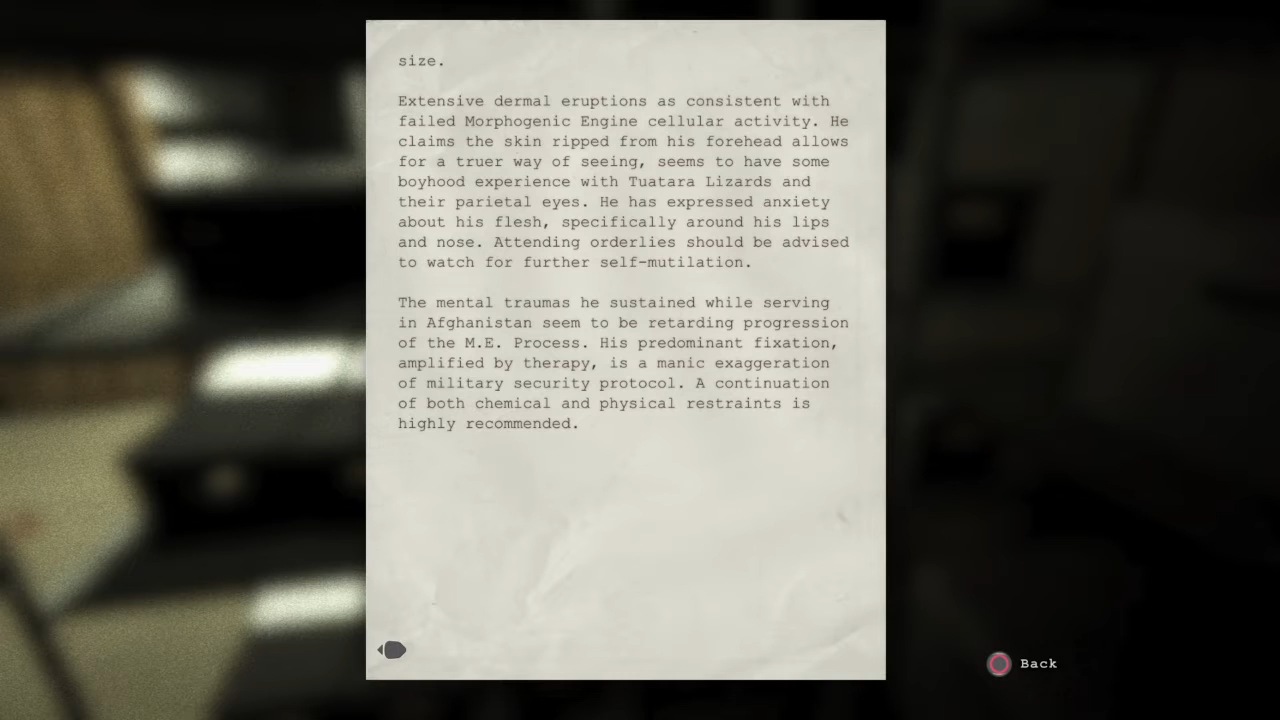 size.
Extensive dermal eruptions as consistent with
failed Morphogenic Engine cellular activity. He
claims the skin ripped from his forehead allows
for a truer way of seeing, seems to have some
boyhood experience with Tuatara Lizards and
their parietal eyes. He has expressed anxiety
about his flesh, specifically around his lips
and nose. Attending orderlies should be advised
to watch for further self-mutilation.
The mental traumas he sustained while serving
in Afghanistan seem to be retarding progression
of the M.E. Process. His predominant fixation,
amplified by therapy, is a manic exaggeration
of military security protocol. A continuation
of both chemical and physical restraints is
highly recommended.
Back